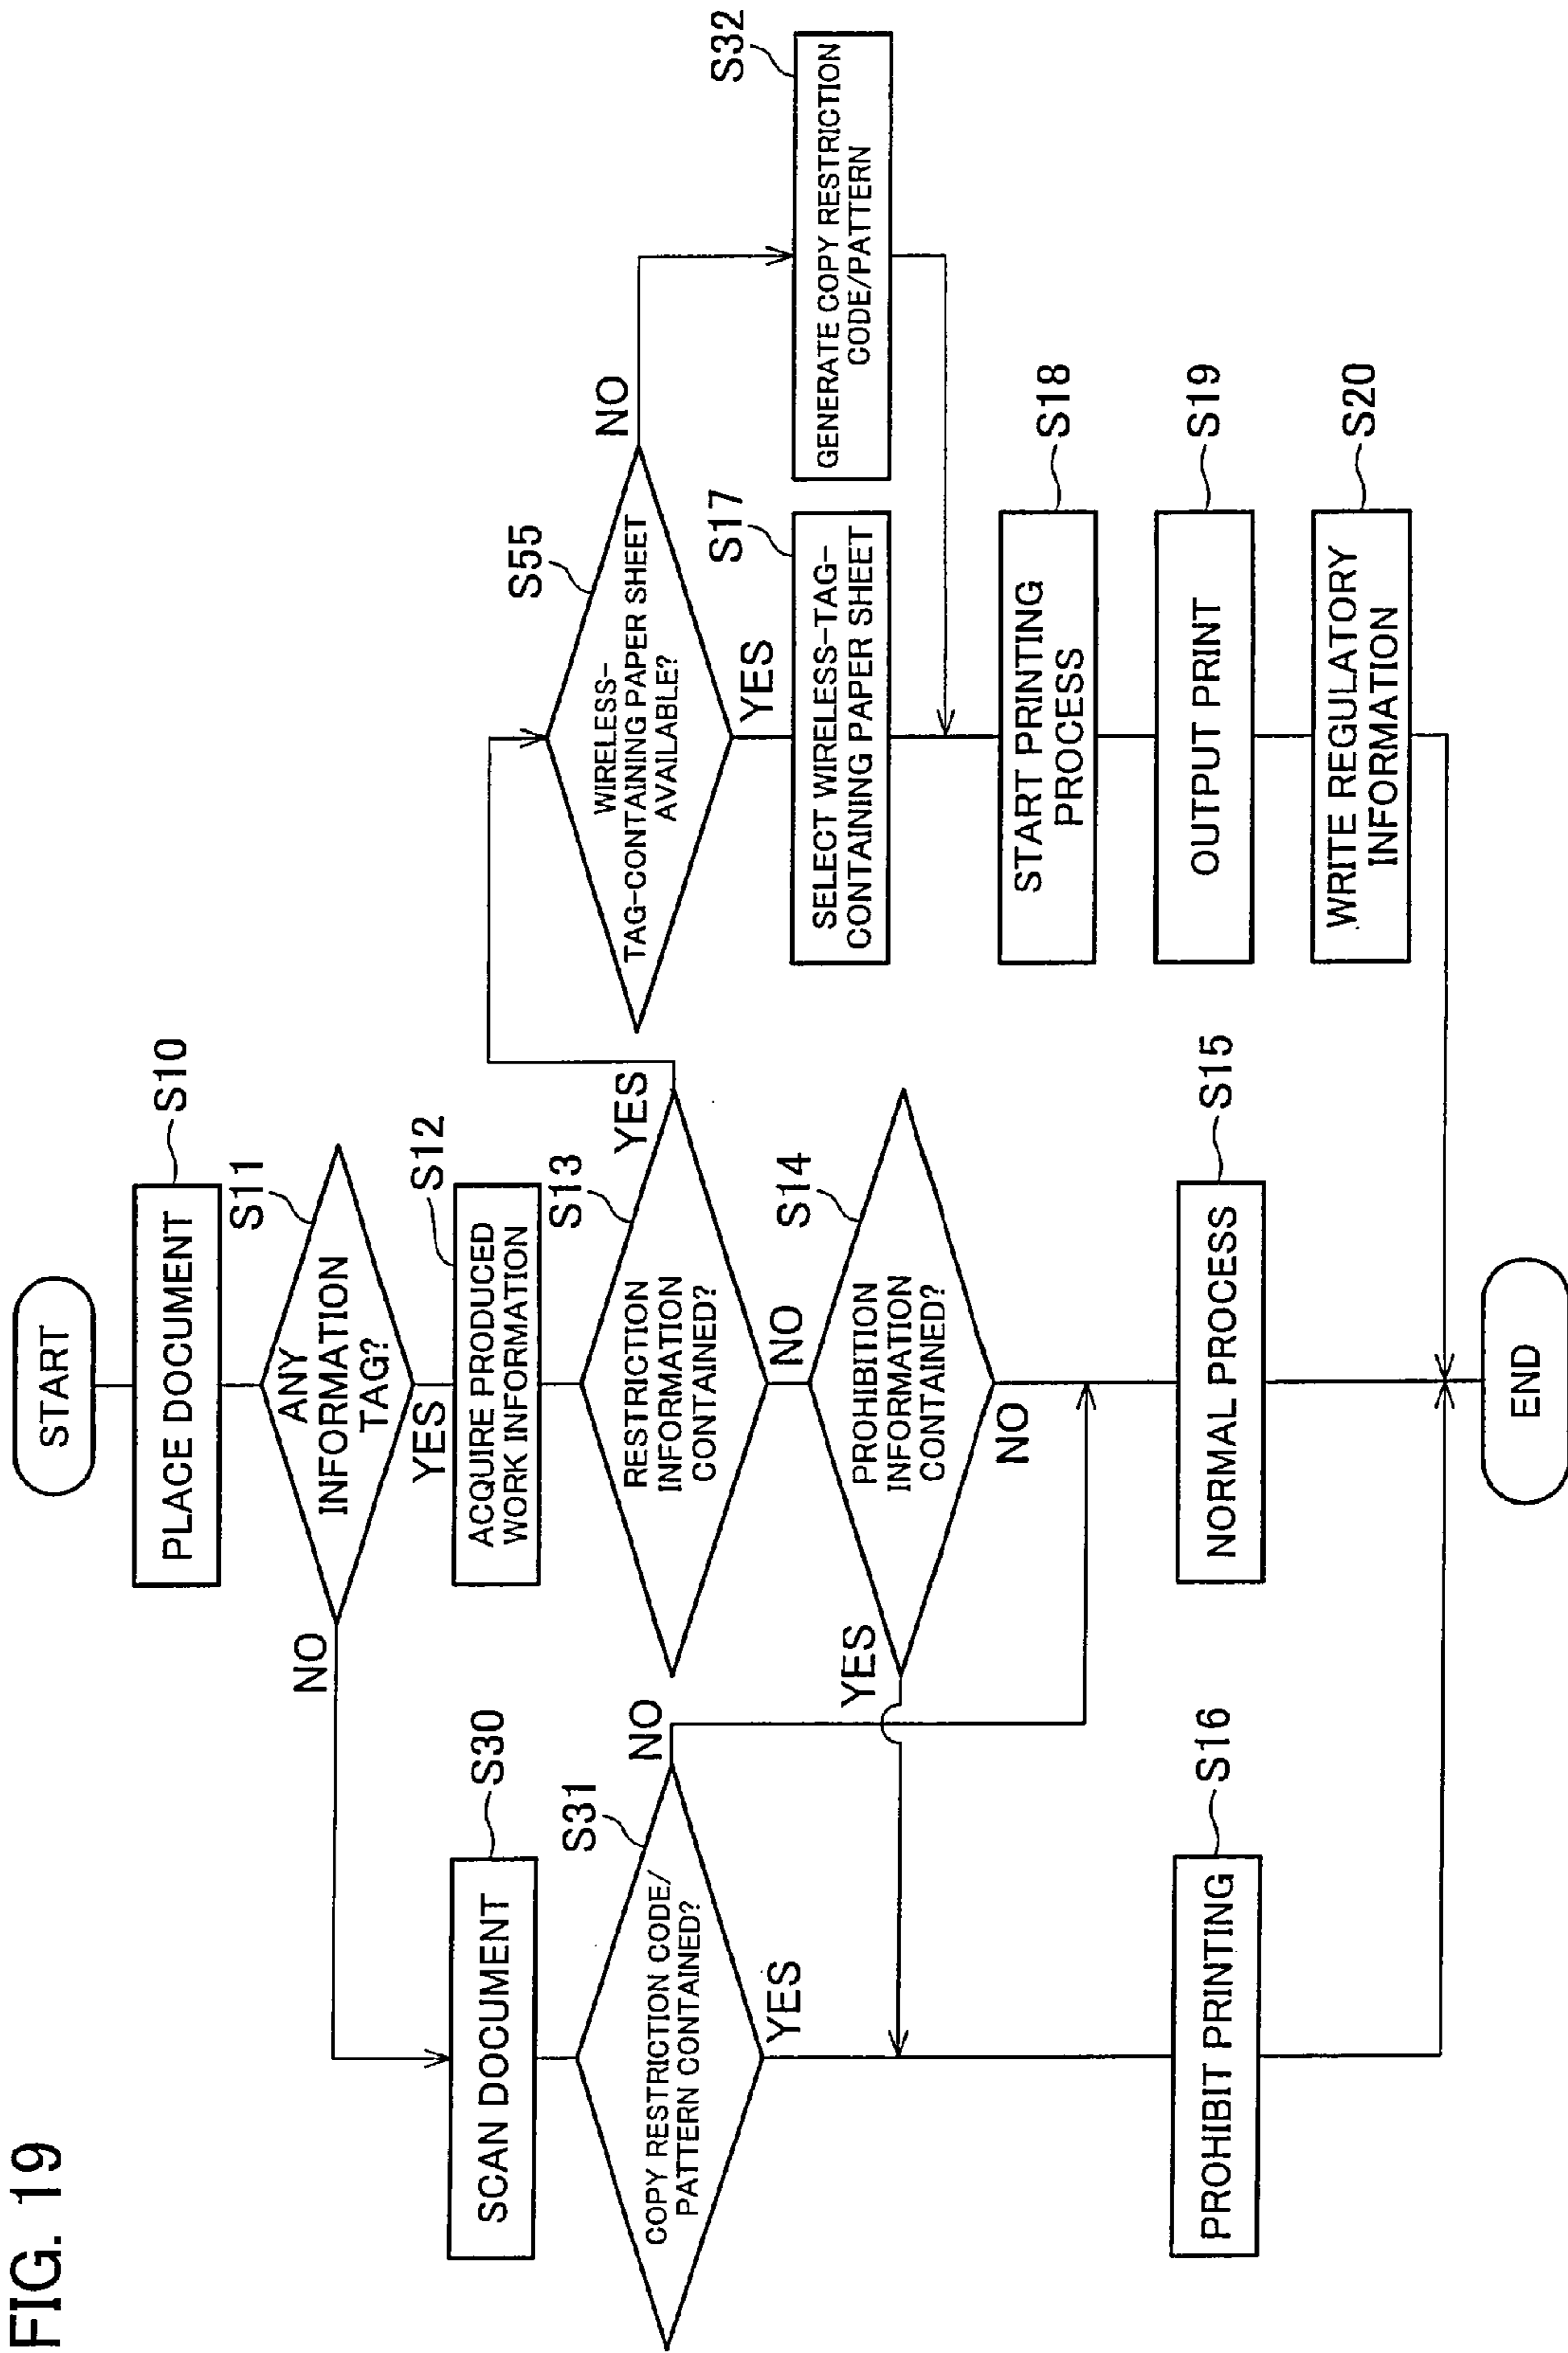 FIG. 19
START
PLACE DOCUMENT
S10
ANY
INFORMATION
TAG?
S11
NO
YES
ACQUIRE PRODUCED
WORK INFORMATION
S12
RESTRICTION
INFORMATION
CONTAINED?
S13
YES
NO
PROHIBITION
INFORMATION
CONTAINED?
S14
YES
NO
NORMAL PROCESS
S15
SCAN DOCUMENT
S30
COPY RESTRICTION CODE/
PATTERN CONTAINED?
S31
NO
YES
PROHIBIT PRINTING
S16
WIRELESS-
TAG-CONTAINING PAPER SHEET
AVAILABLE?
S55
NO
YES
SELECT WIRELESS-TAG-
CONTAINING PAPER SHEET
S17
GENERATE COPY RESTRICTION
CODE/PATTERN
S32
START PRINTING
PROCESS
S18
OUTPUT PRINT
S19
WRITE REGULATORY
INFORMATION
S20
END